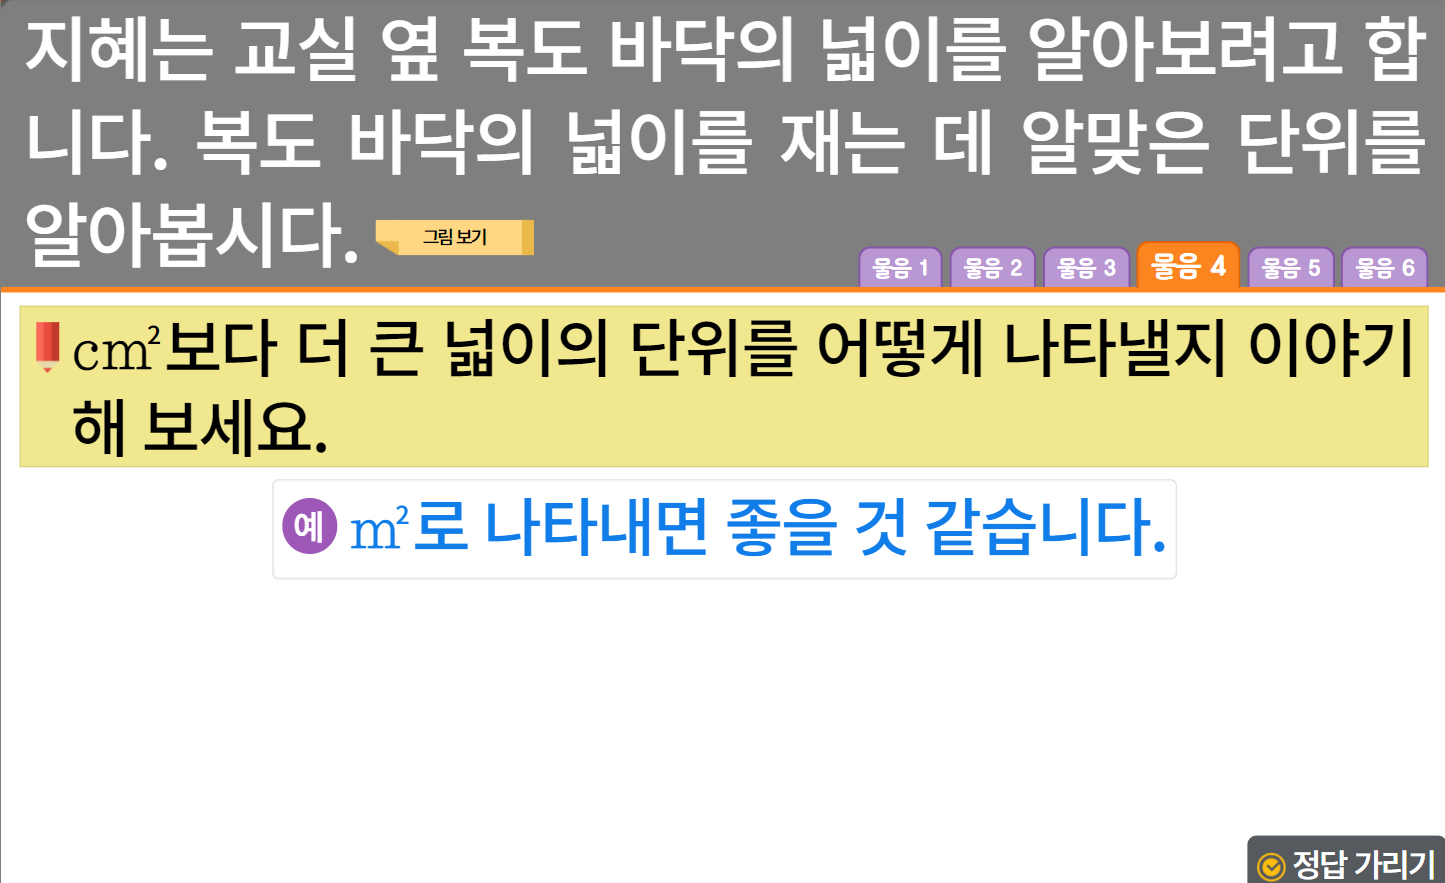 지혜는 교실 옆 복도 바닥의 넓이를 알아보려고 합
니다. 복도 바닥의 넓이를 재는 데 알맞은 단위를
알아봅시다. 그림 보기
물음 1 물음 2 물음 3 물음 4 물음 5 물음 6
cm²보다 더 큰 넓이의 단위를 어떻게 나타낼지 이야기
해 보세요.
예 m²로 나타내면 좋을 것 같습니다.
정답 가리기